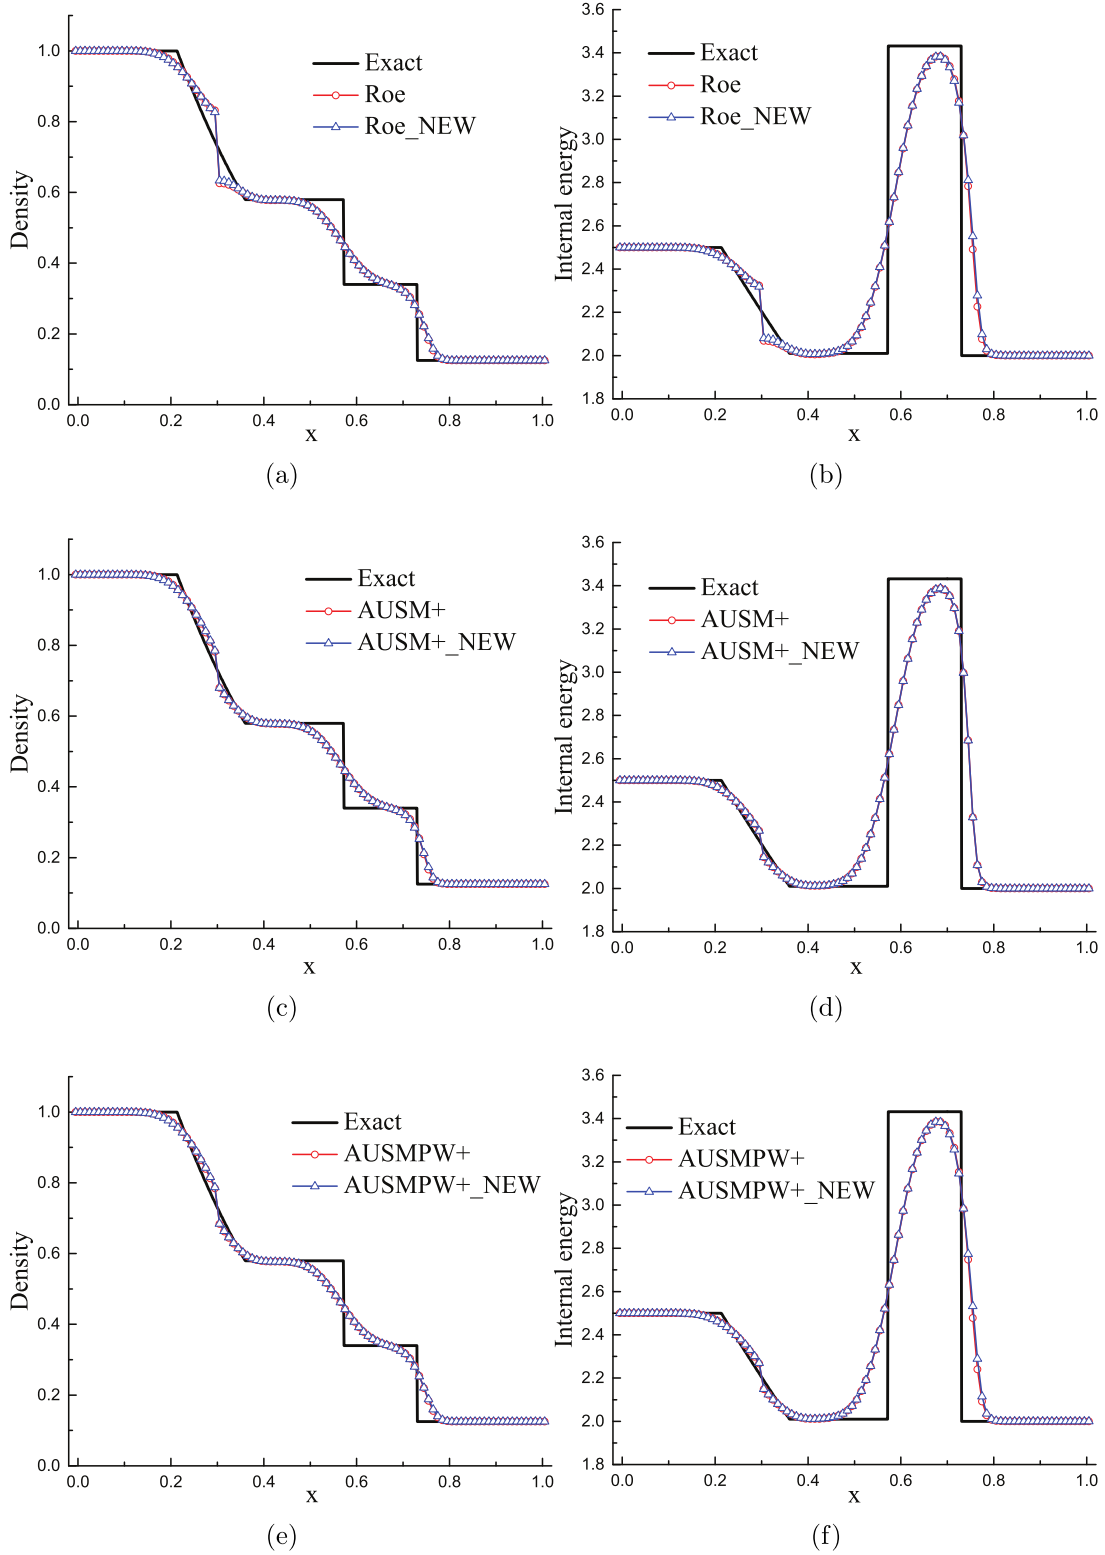 Exact
Roe
Roe_NEW
Density
1.0
0.8
0.6
0.4
0.2
0.0
0.0 0.2 0.4 0.6 0.8 1.0
x
(a)
Exact
Roe
Roe_NEW
Internal energy
3.6
3.4
3.2
3.0
2.8
2.6
2.4
2.2
2.0
1.8
0.0 0.2 0.4 0.6 0.8 1.0
x
(b)
Exact
AUSM+
AUSM+_NEW
Density
1.0
0.8
0.6
0.4
0.2
0.0
0.0 0.2 0.4 0.6 0.8 1.0
x
(c)
Exact
AUSM+
AUSM+_NEW
Internal energy
3.6
3.4
3.2
3.0
2.8
2.6
2.4
2.2
2.0
1.8
0.0 0.2 0.4 0.6 0.8 1.0
x
(d)
Exact
AUSMPW+
AUSMPW+_NEW
Density
1.0
0.8
0.6
0.4
0.2
0.0
0.0 0.2 0.4 0.6 0.8 1.0
x
(e)
Exact
AUSMPW+
AUSMPW+_NEW
Internal energy
3.6
3.4
3.2
3.0
2.8
2.6
2.4
2.2
2.0
1.8
0.0 0.2 0.4 0.6 0.8 1.0
x
(f)